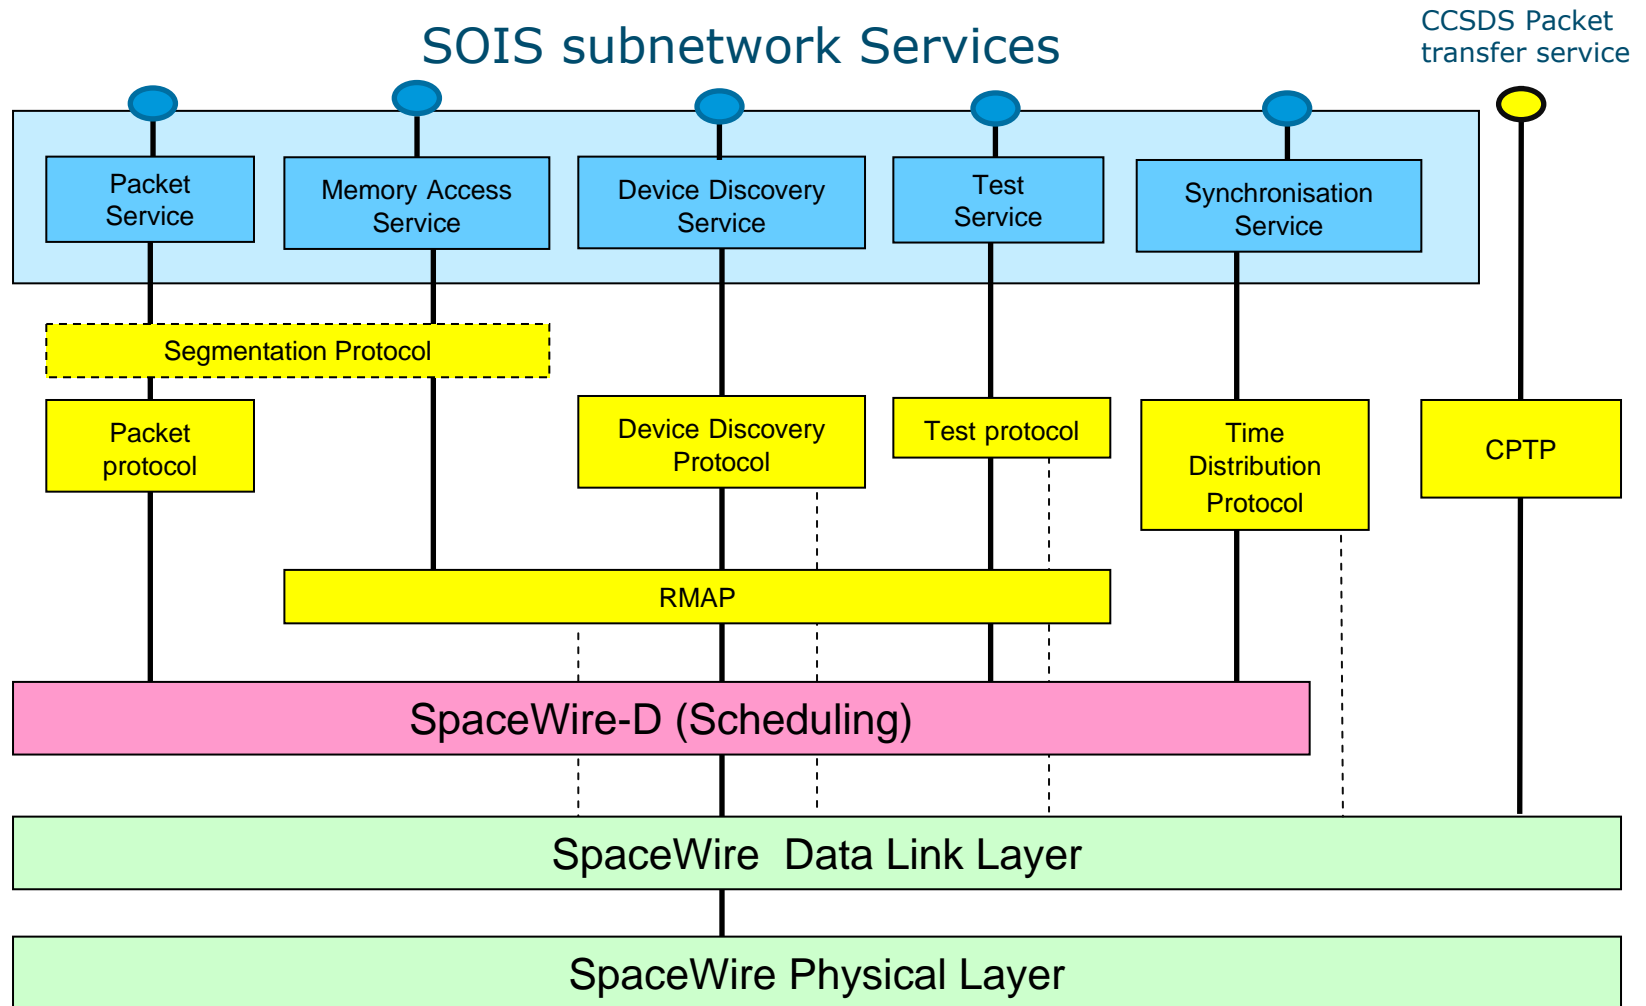 SOIS subnetwork Services
CCSDS Packet
transfer service
Packet
Service
Memory Access
Service
Device Discovery
Service
Test
Service
Synchronisation
Service
Segmentation Protocol
Packet
protocol
Device Discovery
Protocol
Test protocol
Time
Distribution
Protocol
CPTP
RMAP
SpaceWire-D (Scheduling)
SpaceWire Data Link Layer
SpaceWire Physical Layer